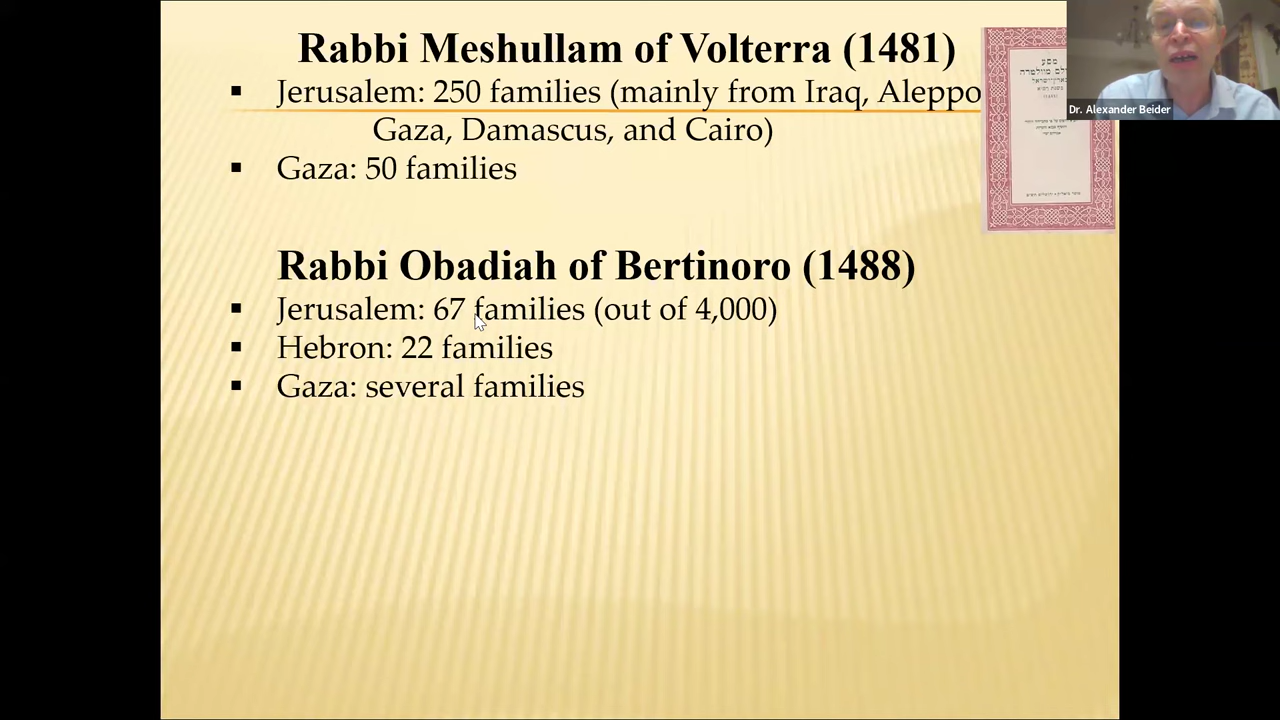 Rabbi Meshullam of Volterra (1481)
▪ Jerusalem: 250 families (mainly from Iraq, Aleppo
Gaza, Damascus, and Cairo)
▪ Gaza: 50 families
Rabbi Obadiah of Bertinoro (1488)
▪ Jerusalem: 67 families (out of 4,000)
▪ Hebron: 22 families
▪ Gaza: several families
מסע
Dr. Alexander Beider